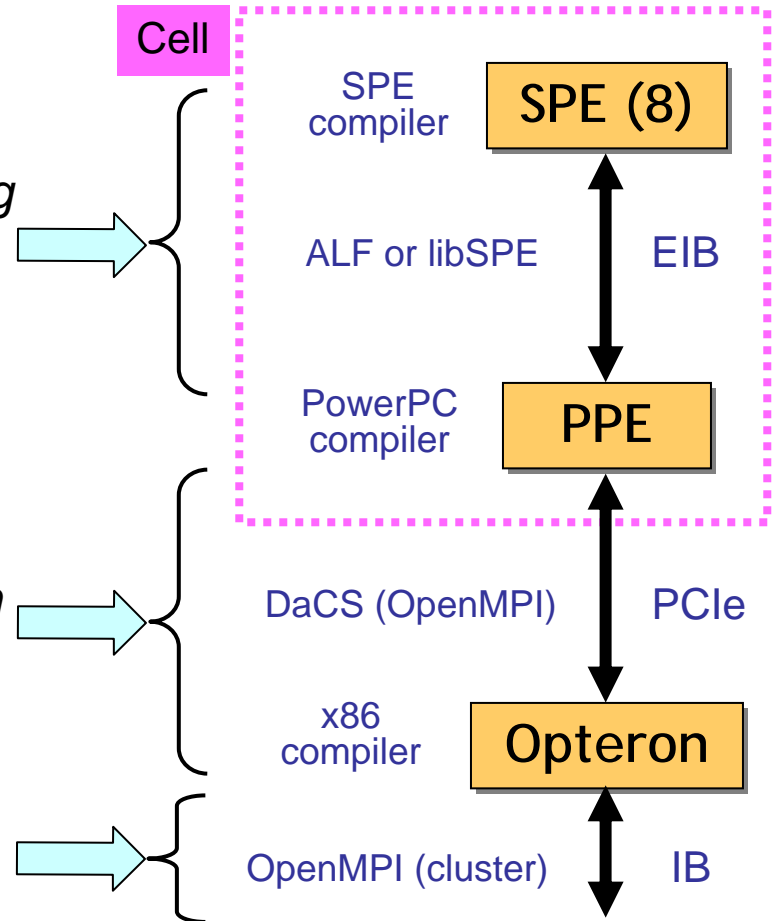 Cell
SPE
compiler
SPE (8)
g
ALF or libSPE
EIB
PowerPC
compiler
PPE
DaCS (OpenMPI)
PCIe
x86
compiler
Opteron
OpenMPI (cluster)
IB